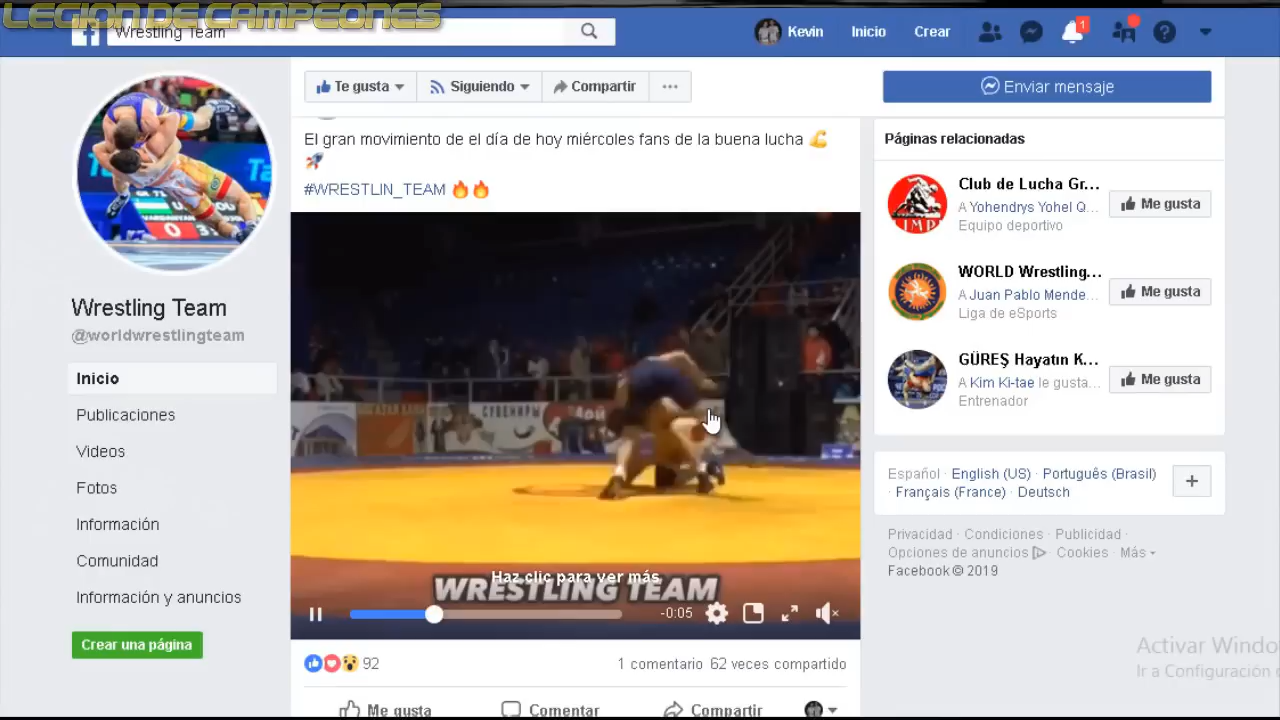 LEGION DE CAMPEONES
Wrestling Team
Kevin
Inicio
Crear
1
Te gusta
Siguiendo
Compartir
Enviar mensaje
El gran movimiento de el día de hoy miércoles fans de la buena lucha
#WRESTLIN_TEAM
Wrestling Team
@worldwrestlingteam
Inicio
Publicaciones
Videos
Fotos
Información
Comunidad
Información y anuncios
Crear una página
СУВЕНИРЫ
Haz clic para ver más
WRESTLING TEAM
-0:05
92
1 comentario 62 veces compartido
Me gusta
Comentar
Compartir
Páginas relacionadas
Club de Lucha Gr...
A Yohendrys Yohel Q...
Equipo deportivo
Me gusta
WORLD Wrestling...
A Juan Pablo Mende...
Liga de eSports
Me gusta
GÜREŞ Hayatın K...
A Kim Ki-tae le gusta...
Entrenador
Me gusta
Español · English (US) · Português (Brasil)
· Français (France) · Deutsch
Privacidad · Condiciones · Publicidad ·
Opciones de anuncios · Cookies · Más
Facebook © 2019
Activar Windo
Ir a Configuración